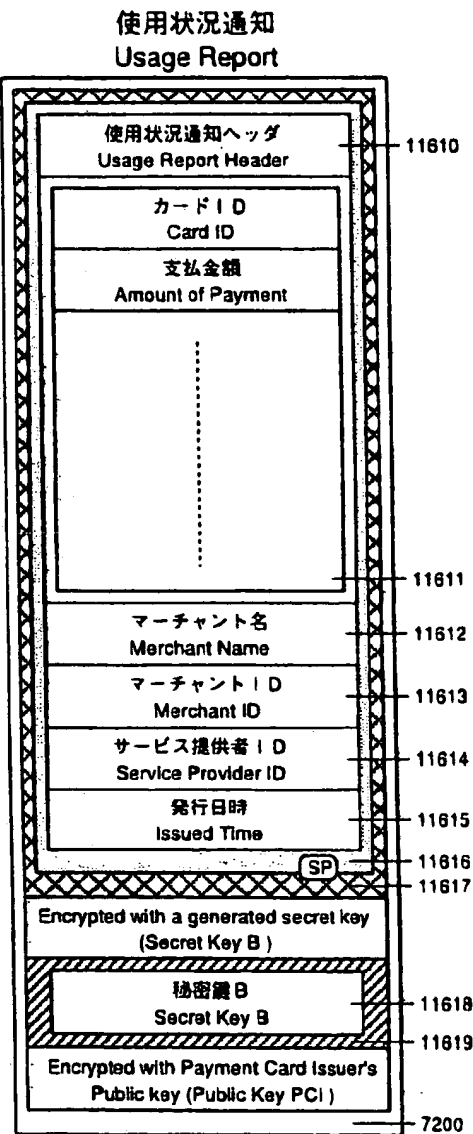 使用状況通知
Usage Report
使用状況通知ヘッダ
Usage Report Header
11610
カードID
Card ID
支払金額
Amount of Payment
11611
マーチャント名
Merchant Name
11612
マーチャントID
Merchant ID
11613
サービス提供者ID
Service Provider ID
11614
発行日時
Issued Time
11615
11616
SP
11617
Encrypted with a generated secret key
(Secret Key B)
秘密鍵B
Secret Key B
11618
11619
Encrypted with Payment Card Issuer's
Public key (Public Key PCI)
7200